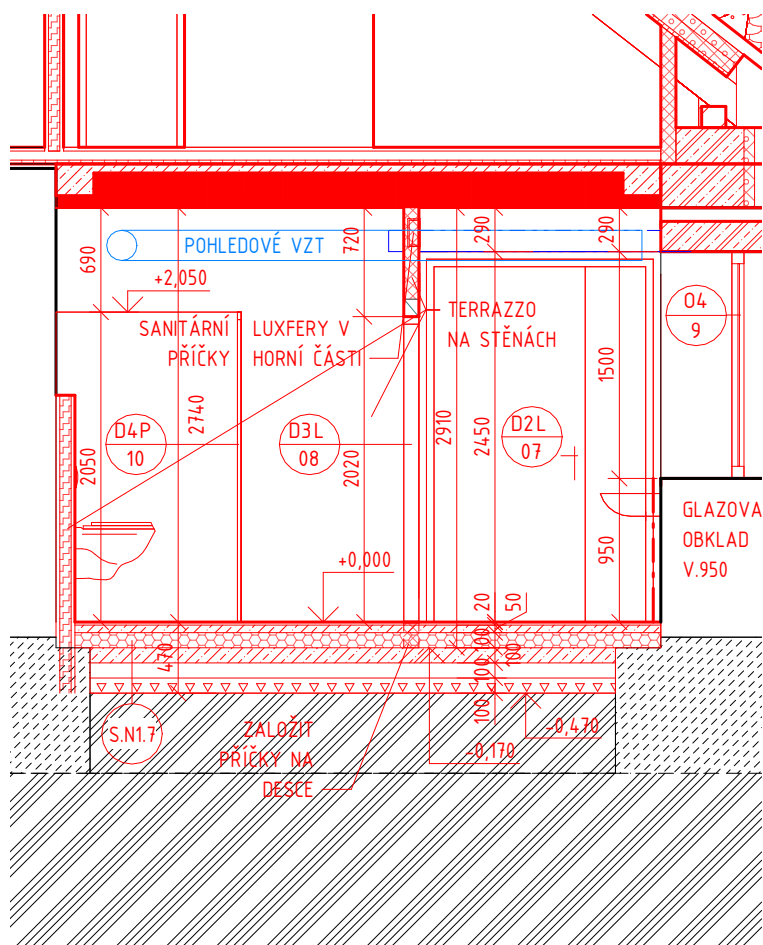 690
POHLEDOVÉ VZT
720
290
290
+2,050
SANITÁRNÍ
PŘÍČKY
LUXFERY V
HORNÍ ČÁSTI
TERRAZZO
NA STĚNÁCH
O4
9
1500
2740
2910
2450
D4P
10
D3L
08
D2L
07
2050
2020
950
GLAZOVA
OBKLAD
V.950
+0,000
20
50
100
100
470
100
100
S.N1.7
ZALOŽIT
PŘÍČKY NA
DESCE
-0,170
-0,470